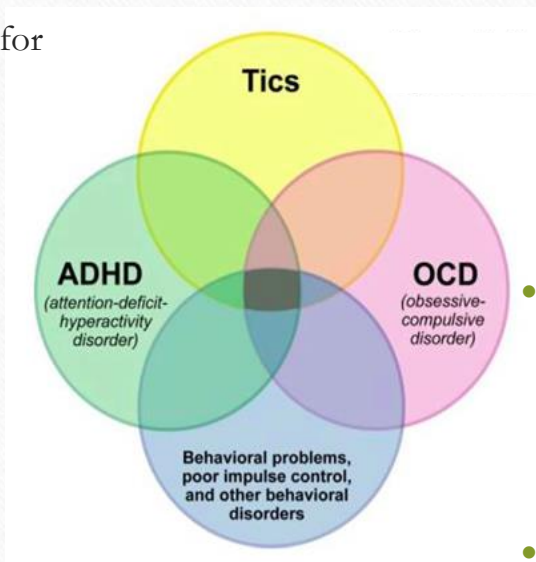 for
Tics
ADHD
(attention-deficit-
hyperactivity
disorder)
OCD
(obsessive-
compulsive
disorder)
Behavioral problems,
poor impulse control,
and other behavioral
disorders